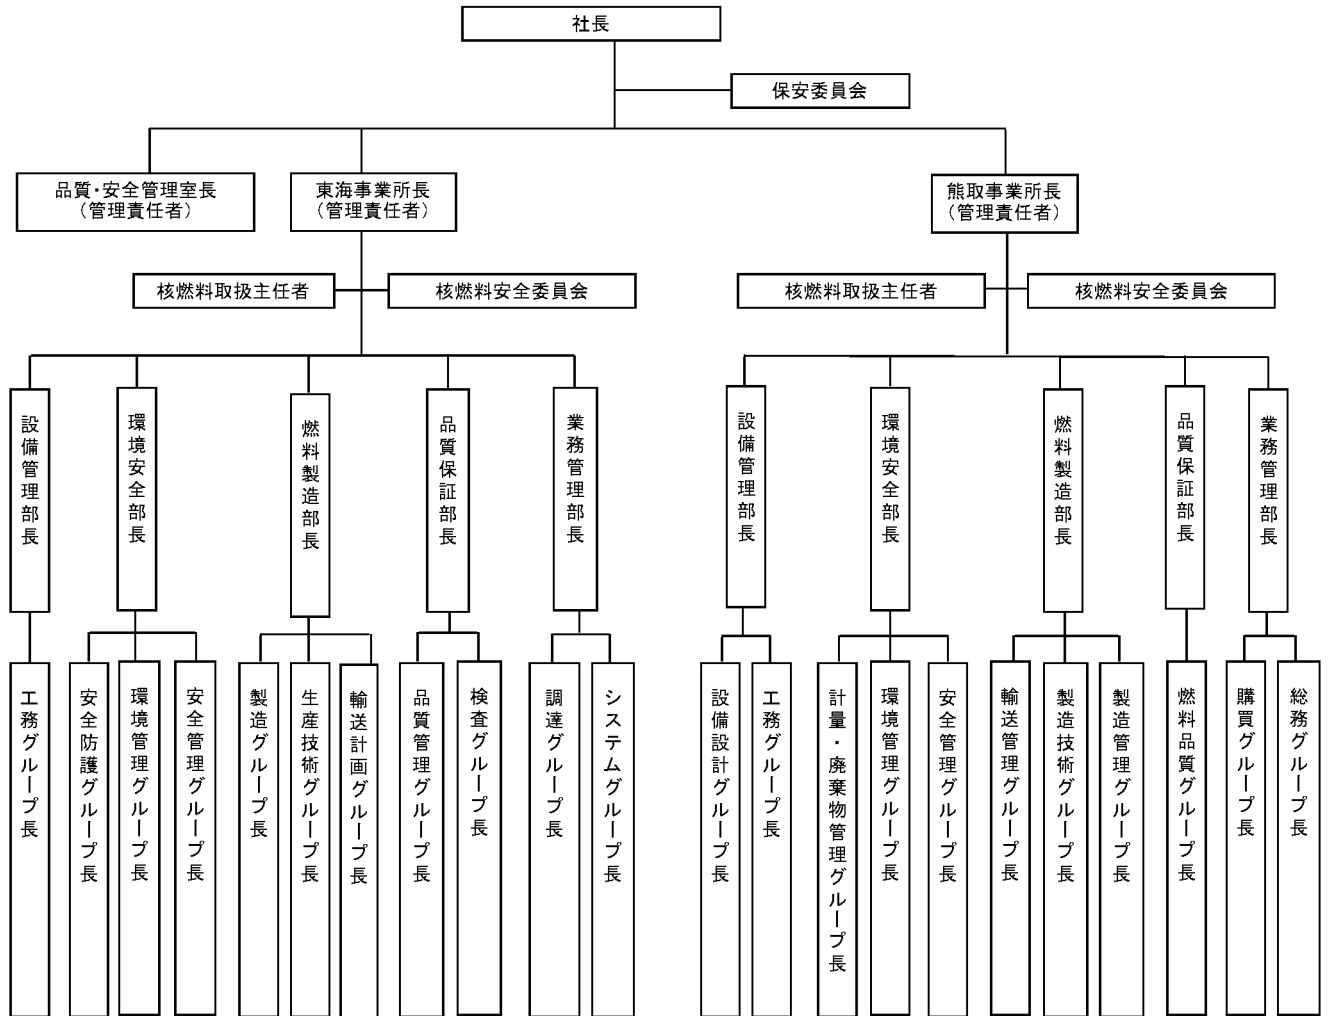 社長
保安委員会
品質・安全管理室長
（管理責任者）
東海事業所長
（管理責任者）
熊取事業所長
（管理責任者）
核燃料取扱主任者
核燃料安全委員会
核燃料取扱主任者
核燃料安全委員会
設備管理部長
環境安全部長
燃料製造部長
品質保証部長
業務管理部長
設備管理部長
環境安全部長
燃料製造部長
品質保証部長
業務管理部長
工務グループ長
安全防護グループ長
環境管理グループ長
安全管理グループ長
製造グループ長
生産技術グループ長
輸送計画グループ長
品質管理グループ長
検査グループ長
調達グループ長
システムグループ長
設備設計グループ長
工務グループ長
計量・廃棄物管理グループ長
環境管理グループ長
安全管理グループ長
輸送管理グループ長
製造技術グループ長
製造管理グループ長
燃料品質グループ長
購買グループ長
総務グループ長